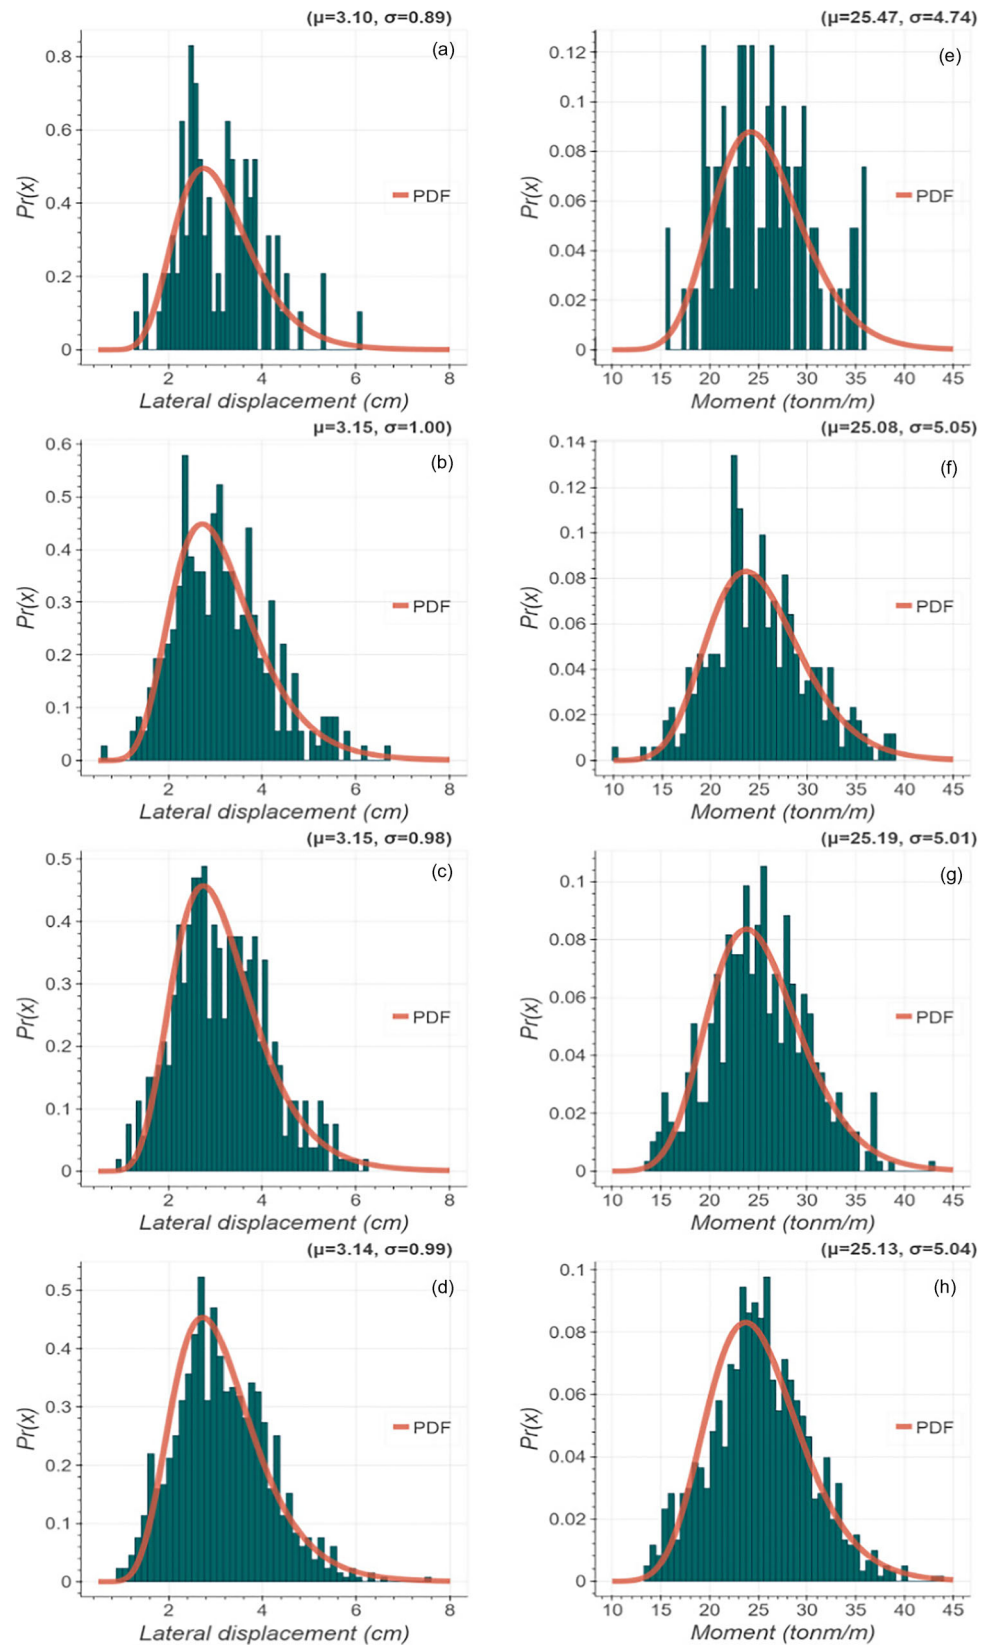 (μ=3.10, σ=0.89)
(a)
0.8
0.6
0.4
0.2
0
Pr(x)
PDF
2 4 6 8
Lateral displacement (cm)
(μ=25.47, σ=4.74)
(e)
0.12
0.1
0.08
0.06
0.04
0.02
0
Pr(x)
PDF
10 15 20 25 30 35 40 45
Moment (tonm/m)
μ=3.15, σ=1.00)
(b)
0.6
0.5
0.4
0.3
0.2
0.1
0
Pr(x)
PDF
2 4 6 8
Lateral displacement (cm)
(μ=25.08, σ=5.05)
(f)
0.14
0.12
0.1
0.08
0.06
0.04
0.02
0
Pr(x)
PDF
10 15 20 25 30 35 40 45
Moment (tonm/m)
(μ=3.15, σ=0.98)
(c)
0.5
0.4
0.3
0.2
0.1
0
Pr(x)
PDF
2 4 6 8
Lateral displacement (cm)
(μ=25.19, σ=5.01)
(g)
0.1
0.08
0.06
0.04
0.02
0
Pr(x)
PDF
10 15 20 25 30 35 40 45
Moment (tonm/m)
(μ=3.14, σ=0.99)
(d)
0.5
0.4
0.3
0.2
0.1
0
Pr(x)
PDF
2 4 6 8
Lateral displacement (cm)
(μ=25.13, σ=5.04)
(h)
0.1
0.08
0.06
0.04
0.02
0
Pr(x)
PDF
10 15 20 25 30 35 40 45
Moment (tonm/m)